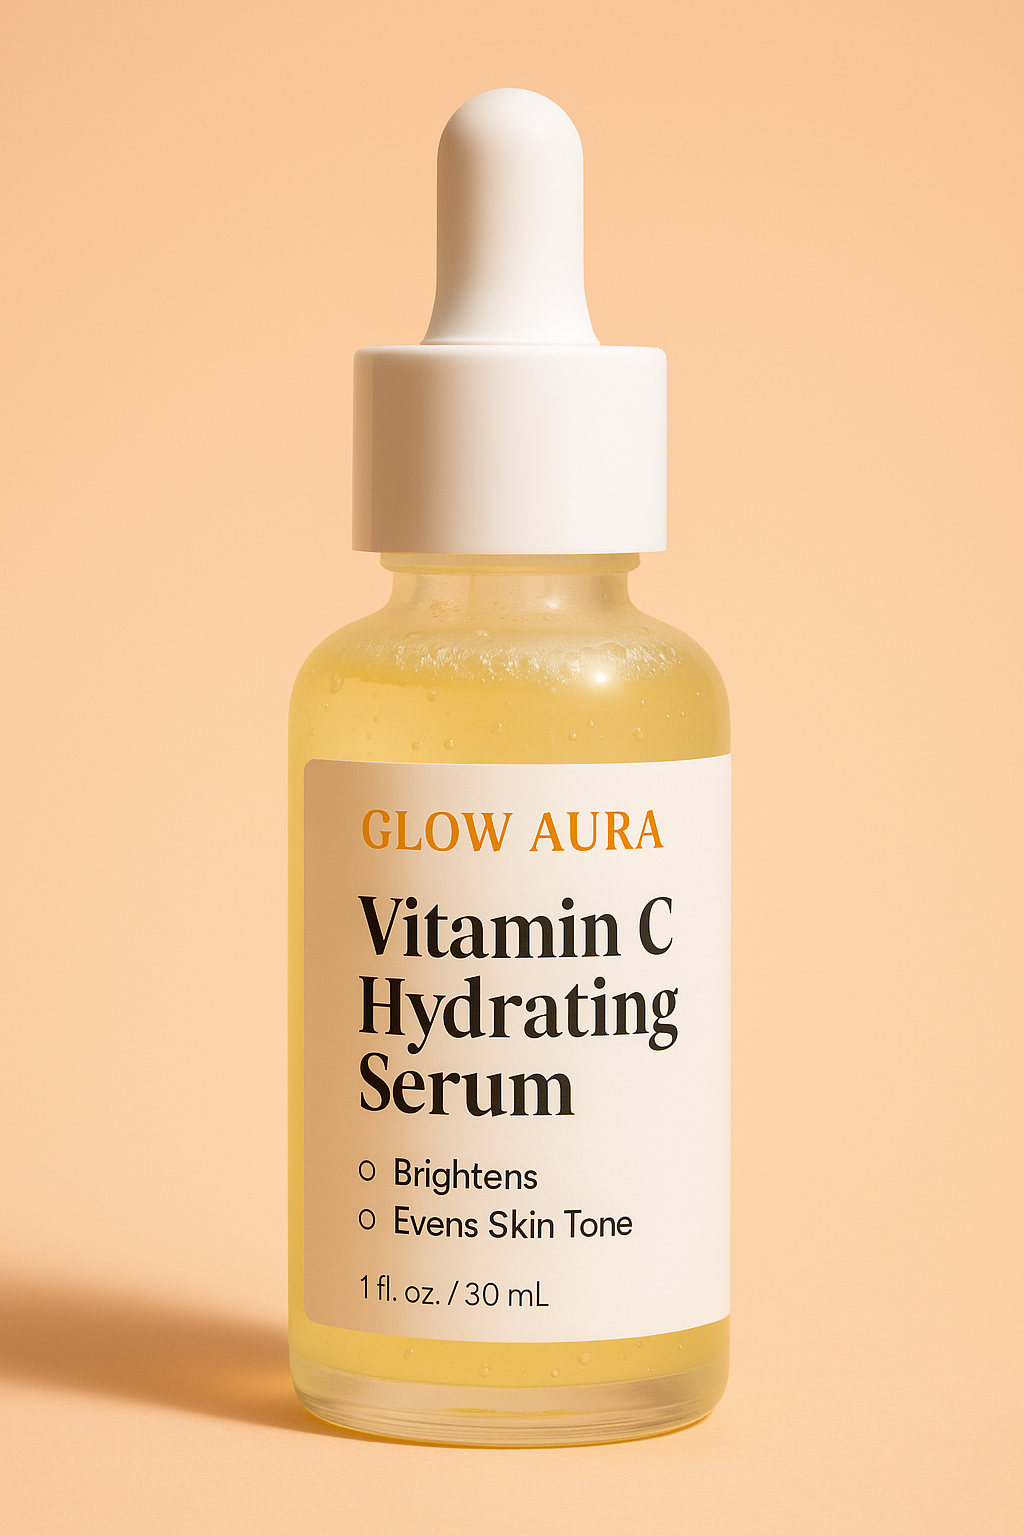 GLOW AURA
Vitamin C
Hydrating
Serum
Brightens
Evens Skin Tone
1 fl. oz. / 30 mL